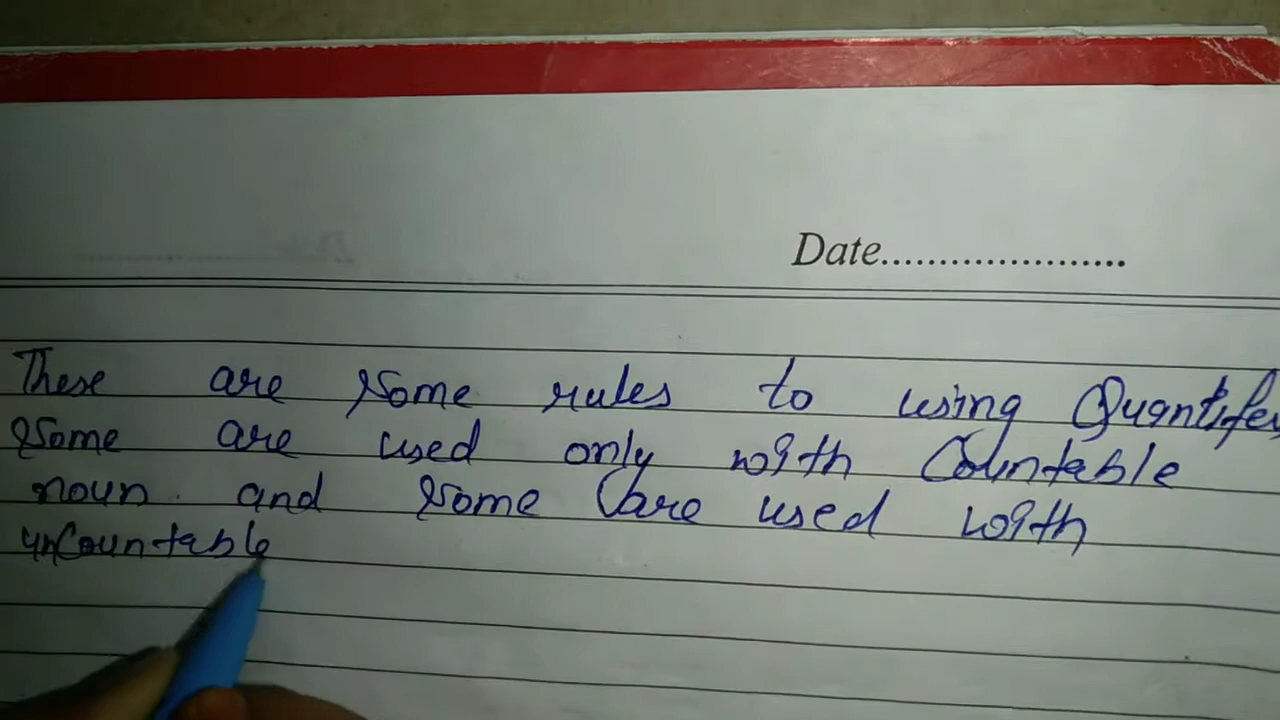 Date....................
These are some rules to using Quantifer
Some are used only with Countable
noun and some are used with
unCountable